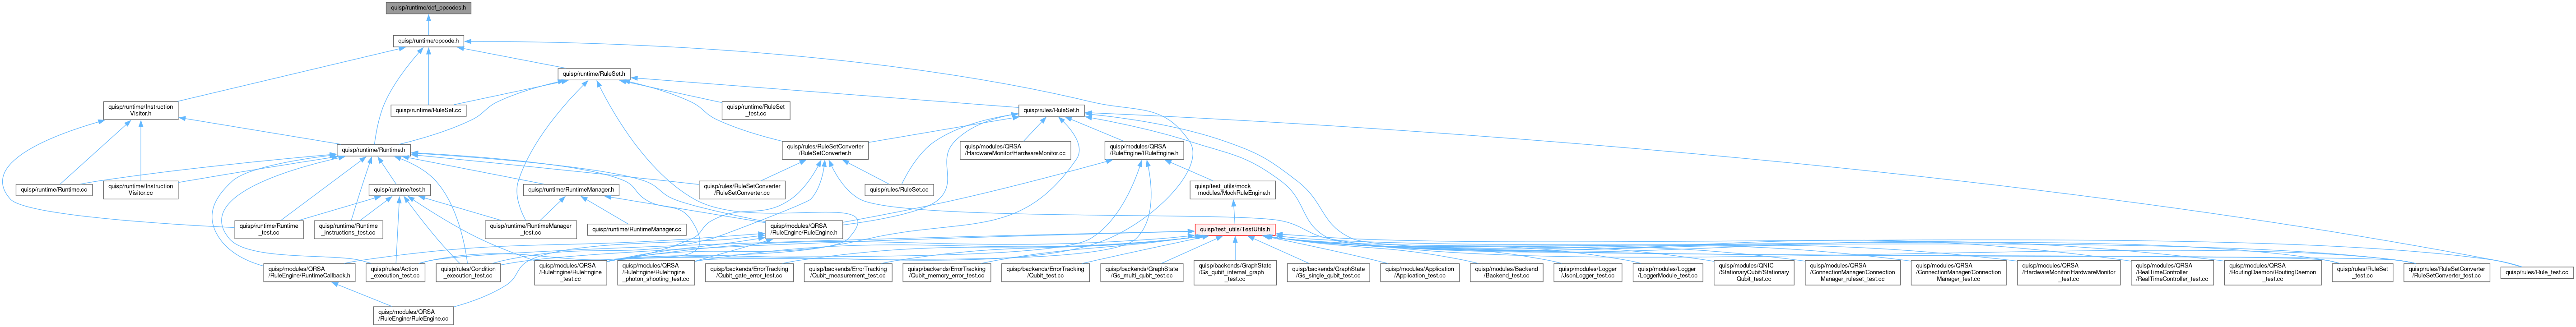 quisp/runtime/def_opcodes.h
quisp/runtime/opcode.h
quisp/runtime/RuleSet.h
quisp/runtime/Instruction
Visitor.h
quisp/runtime/RuleSet.cc
quisp/runtime/RuleSet
_test.cc
quisp/rules/RuleSet.h
quisp/runtime/Runtime.h
quisp/rules/RuleSetConverter
/RuleSetConverter.h
quisp/modules/QRSA
/HardwareMonitor/HardwareMonitor.cc
quisp/modules/QRSA
/RuleEngine/IRuleEngine.h
quisp/runtime/Runtime.cc
quisp/runtime/Instruction
Visitor.cc
quisp/runtime/test.h
quisp/runtime/RuntimeManager.h
quisp/rules/RuleSetConverter
/RuleSetConverter.cc
quisp/rules/RuleSet.cc
quisp/test_utils/mock
_modules/MockRuleEngine.h
quisp/runtime/Runtime
_test.cc
quisp/runtime/Runtime
_instructions_test.cc
quisp/runtime/RuntimeManager
_test.cc
quisp/runtime/RuntimeManager.cc
quisp/modules/QRSA
/RuleEngine/RuleEngine.h
quisp/test_utils/TestUtils.h
quisp/modules/QRSA
/RuleEngine/RuntimeCallback.h
quisp/rules/Action
_execution_test.cc
quisp/rules/Condition
_execution_test.cc
quisp/modules/QRSA
/RuleEngine/RuleEngine
_test.cc
quisp/modules/QRSA
/RuleEngine/RuleEngine
_photon_shooting_test.cc
quisp/backends/ErrorTracking
/Qubit_gate_error_test.cc
quisp/backends/ErrorTracking
/Qubit_measurement_test.cc
quisp/backends/ErrorTracking
/Qubit_memory_error_test.cc
quisp/backends/ErrorTracking
/Qubit_test.cc
quisp/backends/GraphState
/Gs_multi_qubit_test.cc
quisp/backends/GraphState
/Gs_qubit_internal_graph
_test.cc
quisp/backends/GraphState
/Gs_single_qubit_test.cc
quisp/modules/Application
/Application_test.cc
quisp/modules/Backend
/Backend_test.cc
quisp/modules/Logger
/JsonLogger_test.cc
quisp/modules/Logger
/LoggerModule_test.cc
quisp/modules/QNIC
/StationaryQubit/Stationary
Qubit_test.cc
quisp/modules/QRSA
/ConnectionManager/Connection
Manager_ruleset_test.cc
quisp/modules/QRSA
/ConnectionManager/Connection
Manager_test.cc
quisp/modules/QRSA
/HardwareMonitor/HardwareMonitor
_test.cc
quisp/modules/QRSA
/RealTimeController
/RealTimeController_test.cc
quisp/modules/QRSA
/RoutingDaemon/RoutingDaemon
_test.cc
quisp/rules/RuleSet
_test.cc
quisp/rules/RuleSetConverter
/RuleSetConverter_test.cc
quisp/rules/Rule_test.cc
quisp/modules/QRSA
/RuleEngine/RuleEngine.cc